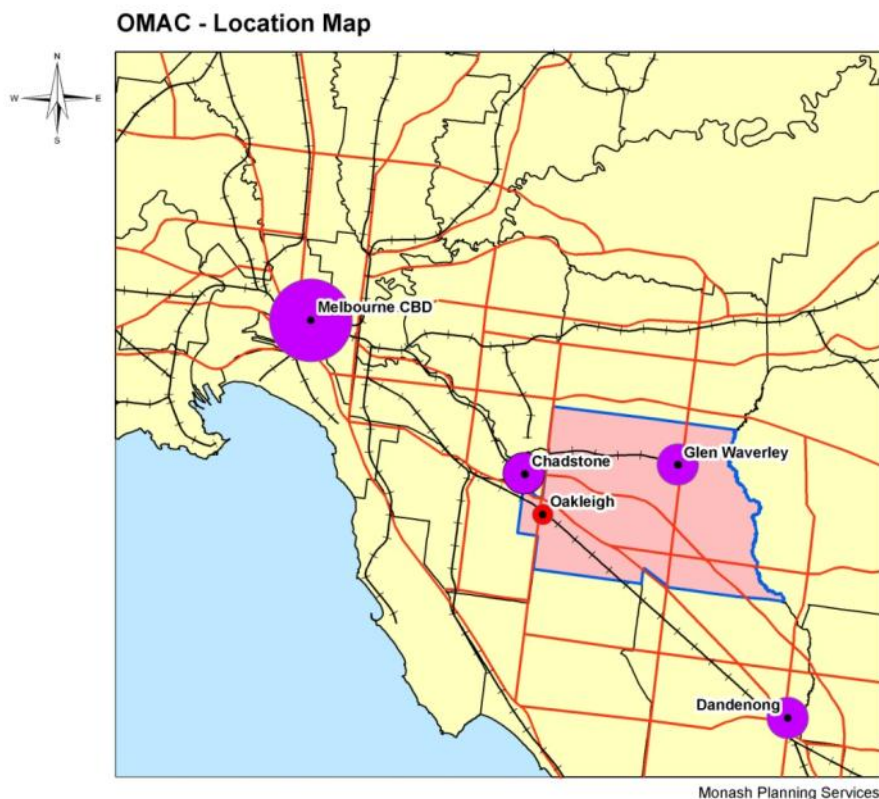 OMAC - Location Map
N
W E
S
Melbourne CBD
Chadstone
Glen Waverley
Oakleigh
Dandenong
Monash Planning Services